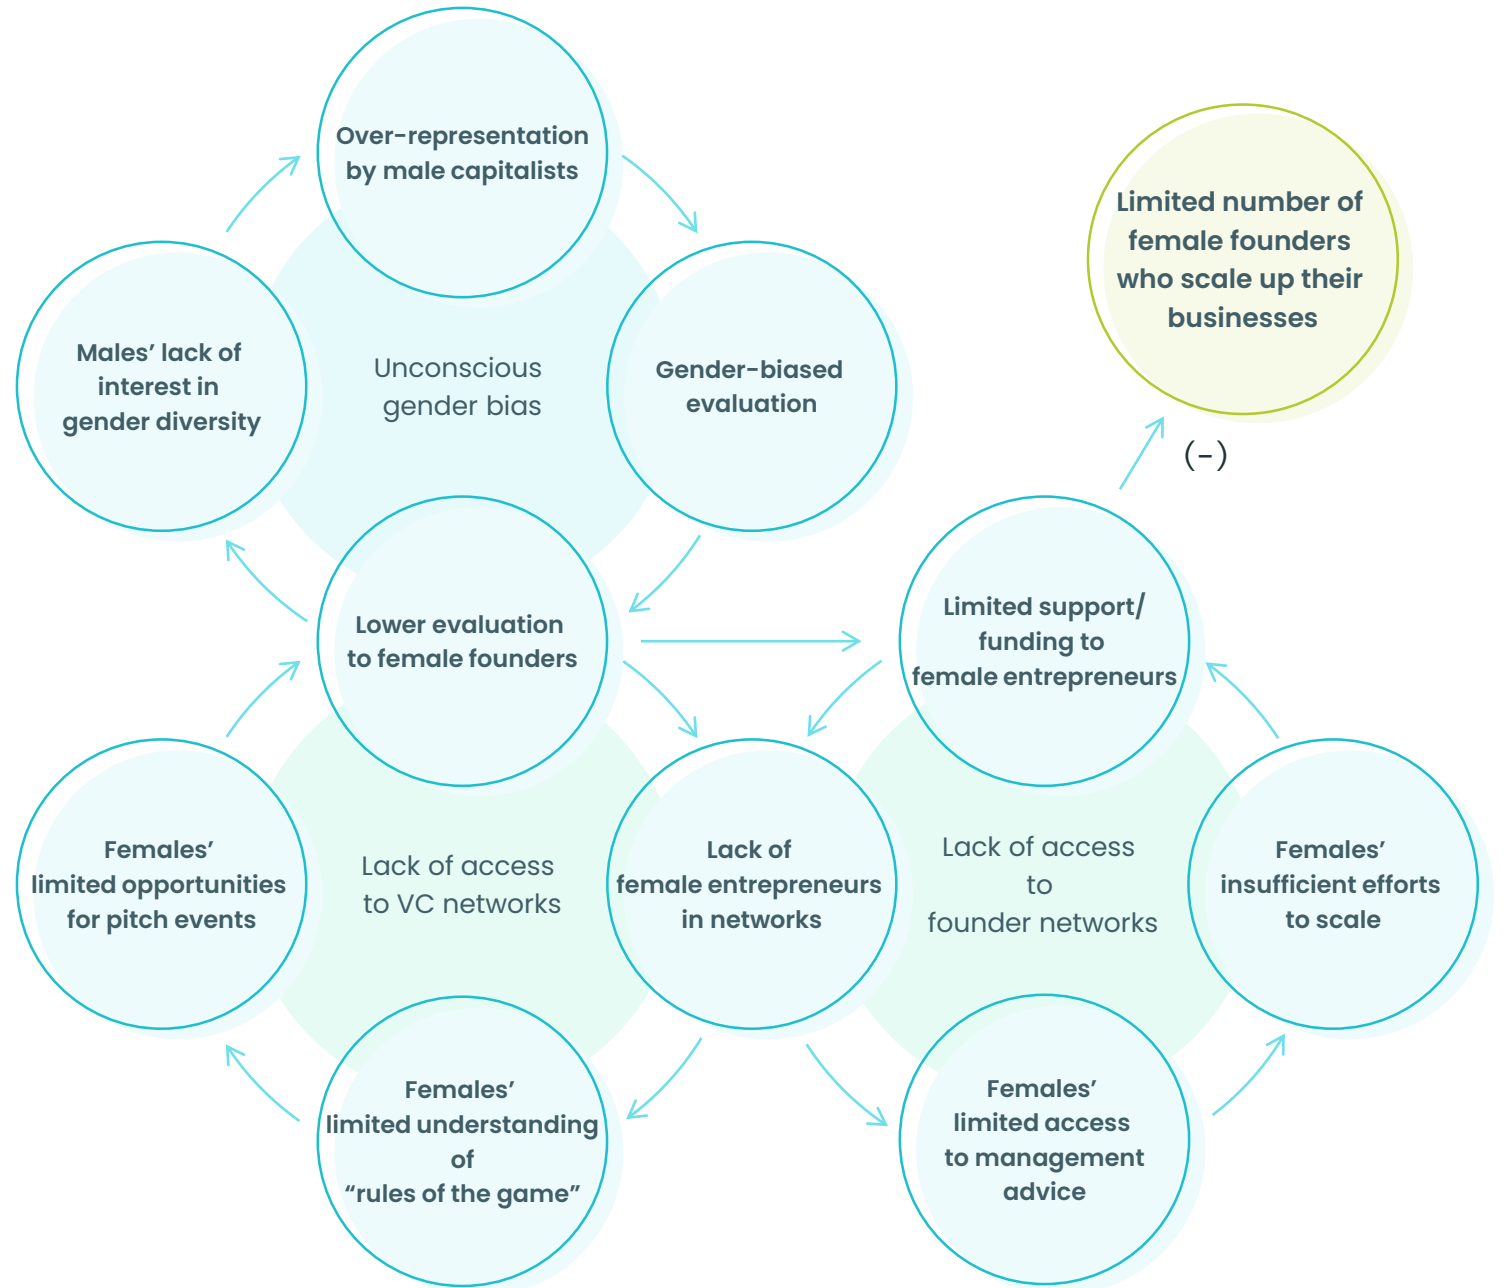 Over-representation
by male capitalists
Limited number of
female founders
who scale up their
businesses
Males’ lack of
interest in
gender diversity
Unconscious
gender bias
Gender-biased
evaluation
(-)
Lower evaluation
to female founders
Limited support/
funding to
female entrepreneurs
Females’
limited opportunities
for pitch events
Lack of access
to VC networks
Lack of
female entrepreneurs
in networks
Lack of access
to
founder networks
Females’
insufficient efforts
to scale
Females’
limited understanding
of
“rules of the game”
Females’
limited access
to management
advice